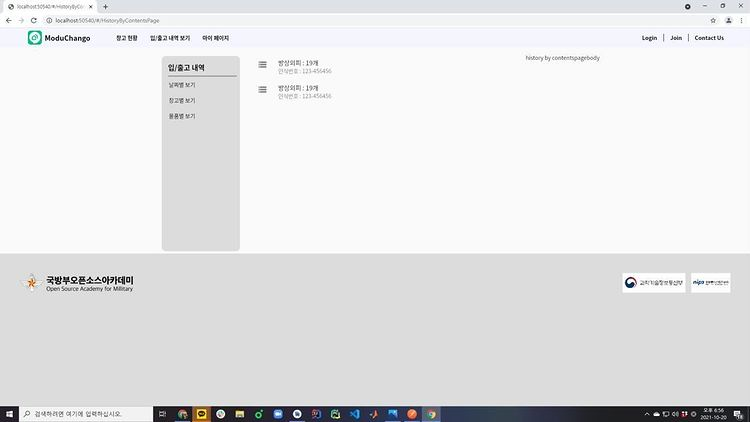 localhost:50540/#/HistoryByCon
localhost:50540/#/HistoryByContentsPage
ModuChango
창고 현황
입/출고 내역 보기
마이 페이지
Login
Join
Contact Us
입/출고 내역
날짜별 보기
창고별 보기
물품별 보기
방상외피 : 19개
인식번호 : 123-456456
방상외피 : 19개
인식번호 : 123-456456
history by contentspagebody
국방부오픈소스아카데미
Open Source Academy for Military
과학기술정보통신부
nipa
검색하려면 여기에 입력하십시오.
오후 6:56
2021-10-20